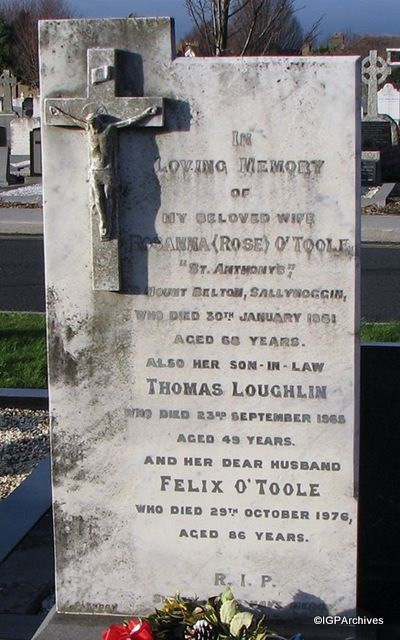 IN
LOVING MEMORY
OF
MY BELOVED WIFE
ROSANNA (ROSE) O'TOOLE
"ST. ANTHONY'S",
MOUNT BELTON, SALLYNOGGIN,
WHO DIED 30TH JANUARY 1961
AGED 68 YEARS.
ALSO HER SON-IN-LAW
THOMAS LOUGHLIN
WHO DIED 23RD SEPTEMBER 1968
AGED 49 YEARS.
AND HER DEAR HUSBAND
FELIX O'TOOLE
WHO DIED 29TH OCTOBER 1976,
AGED 86 YEARS.
R.I.P.
©IGPArchives